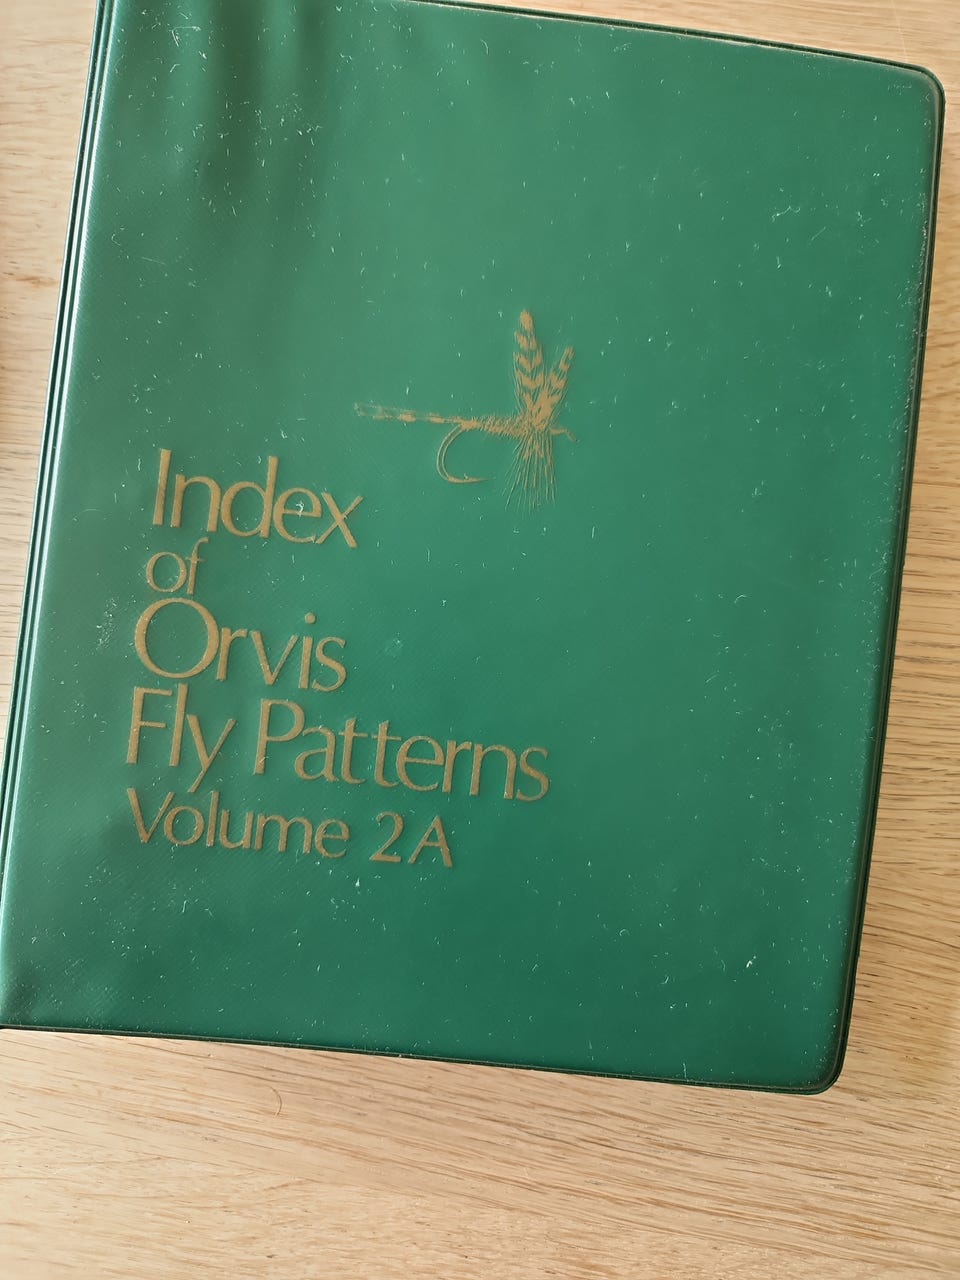 Index
of
Orvis
Fly Patterns
Volume 2A